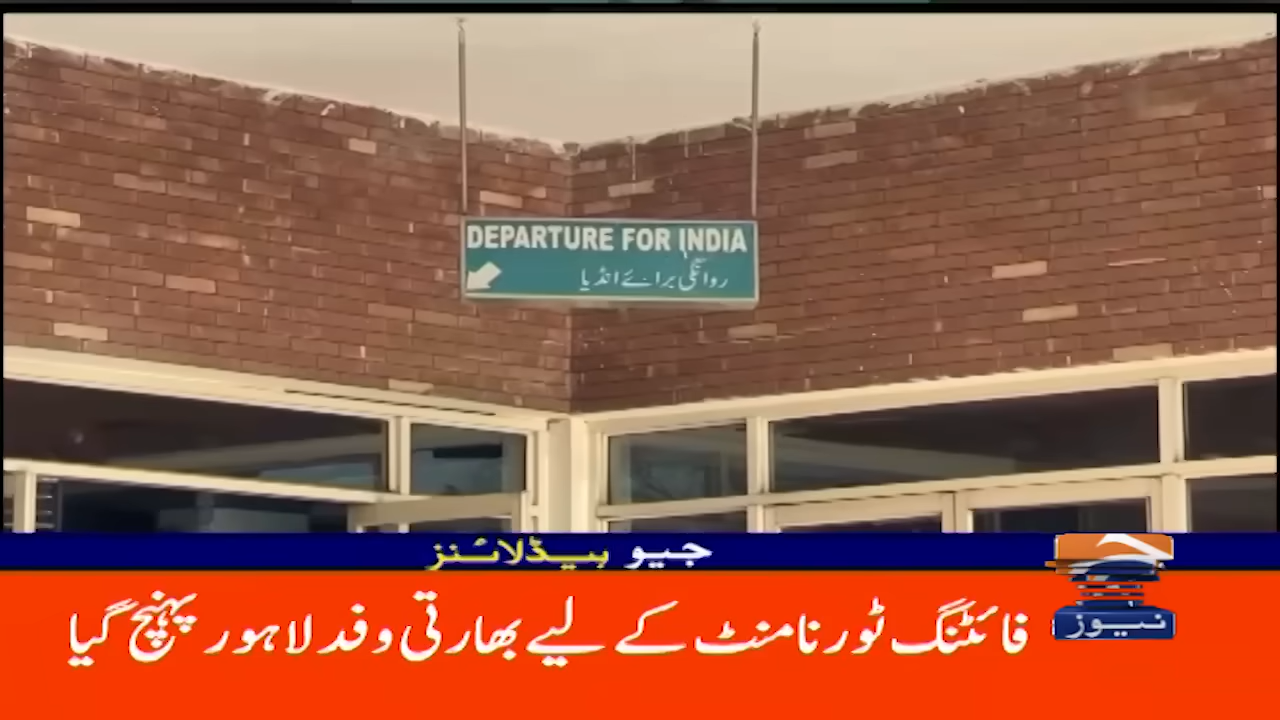 DEPARTURE FOR INDIA
روانگی برائے انڈیا
جیو ہیڈلائنز
نیوز
فائٹنگ ٹورنامنٹ کے لیے بھارتی وفد لاہور پہنچ گیا